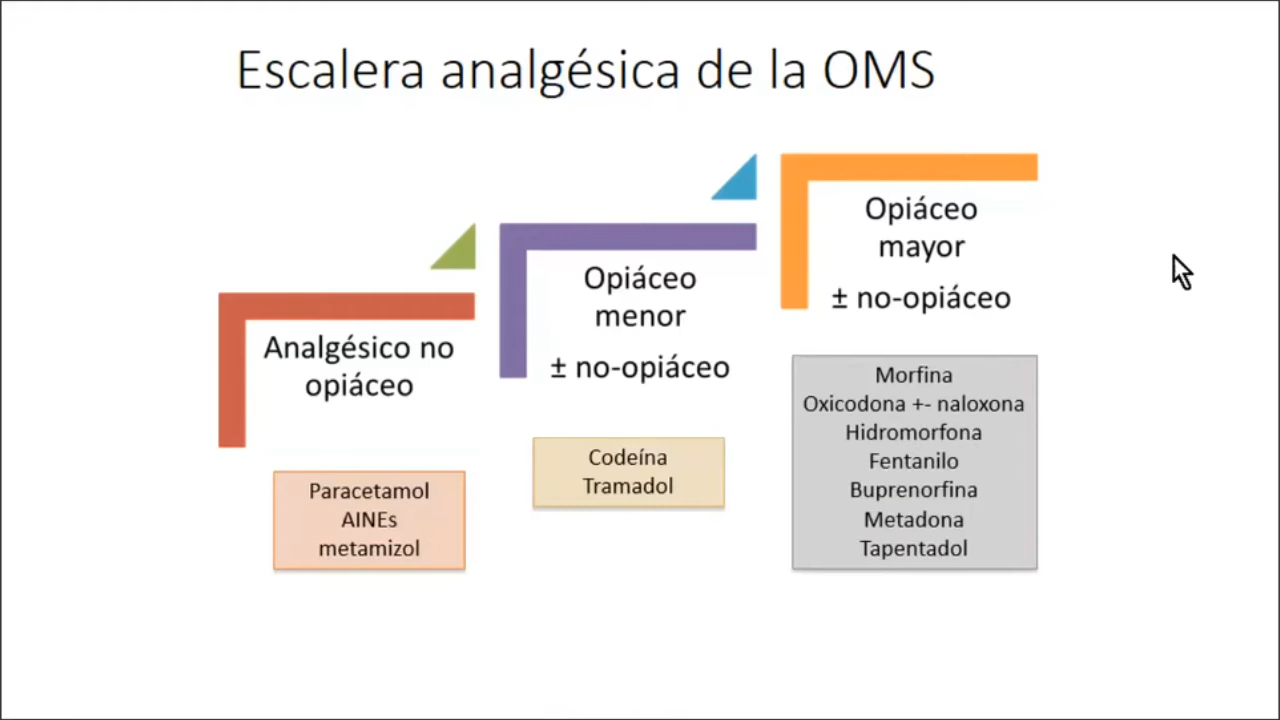 Escalera analgésica de la OMS
Analgésico no
opiáceo
Paracetamol
AINEs
metamizol
Opiáceo
menor
± no-opiáceo
Codeína
Tramadol
Opiáceo
mayor
± no-opiáceo
Morfina
Oxicodona +- naloxona
Hidromorfona
Fentanilo
Buprenorfina
Metadona
Tapentadol